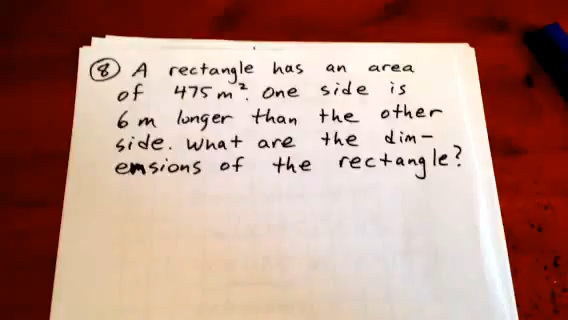 ⑧ A rectangle has an area
of 475 m². One side is
6 m longer than the other
side. What are the dim-
ensions of the rectangle?